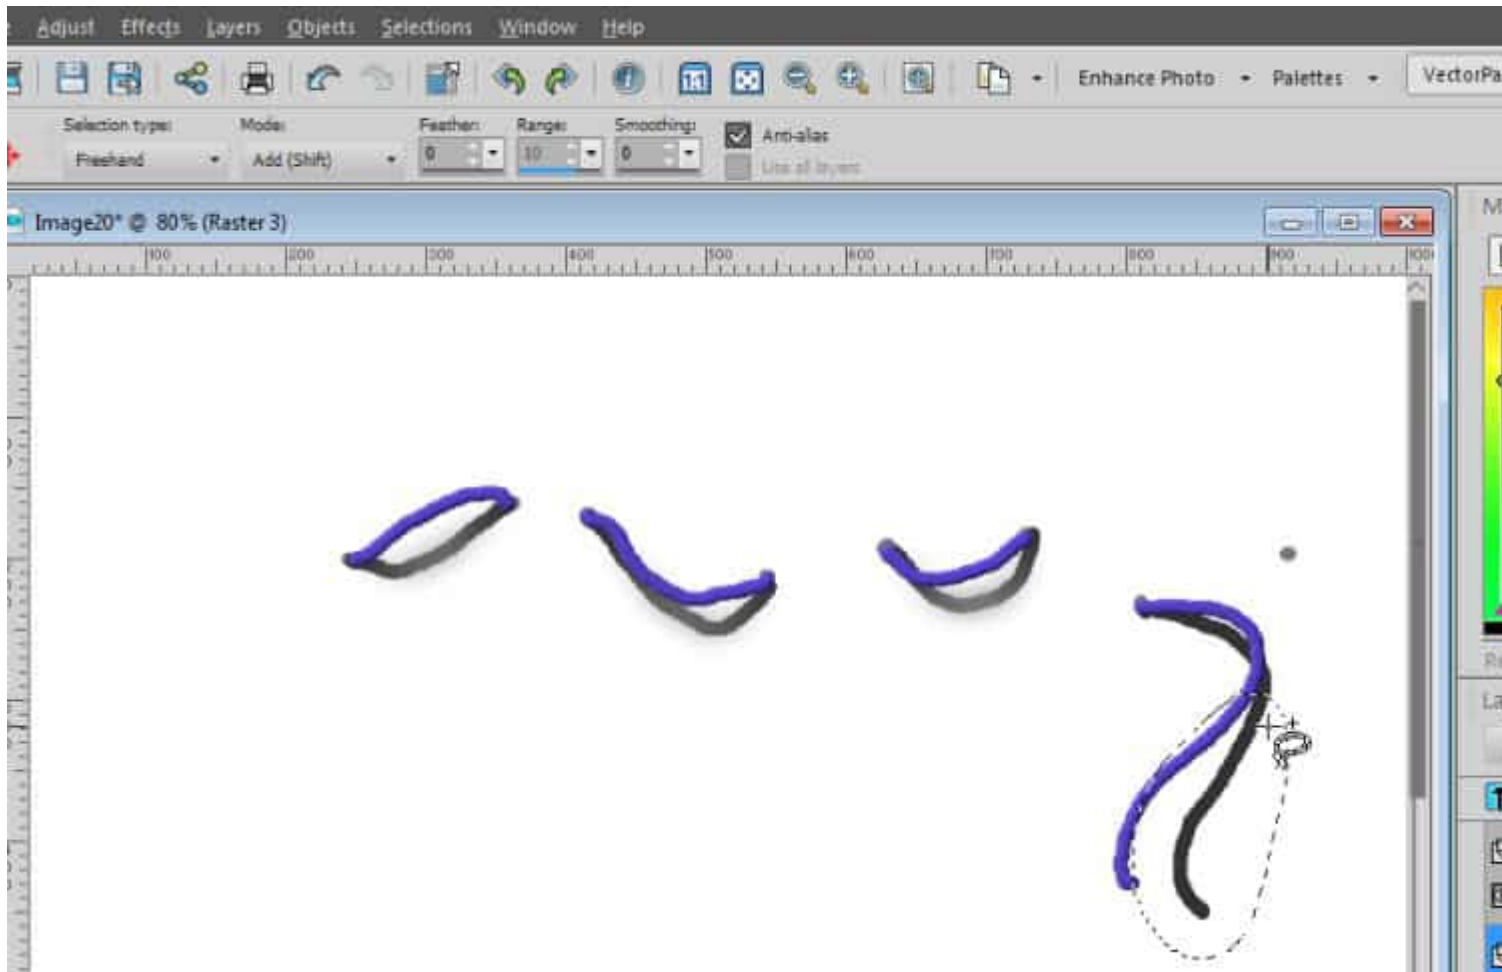 Adjust Effects Layers Objects Selections Window Help
Enhance Photo Palettes VectorPa
Selection type: Mode: Feather: Range: Smoothing:
Freehand Add (Shift) 0 10 0 Anti-alias
Use all layers
Image20* @ 80% (Raster 3)
100 200 300 400 500 600 700 800 900 1000